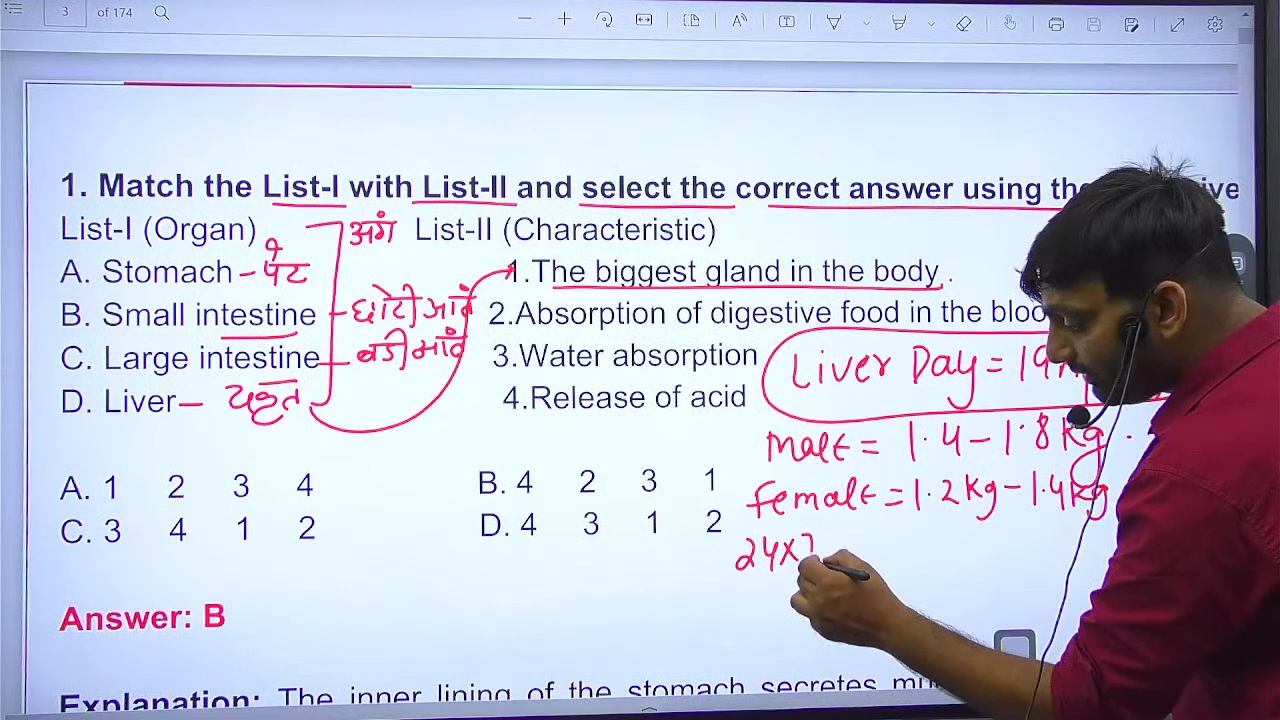 3 of 174
1. Match the List-I with List-II and select the correct answer using the
List-I (Organ) अंग List-II (Characteristic)
A. Stomach – पेट 1.The biggest gland in the body .
B. Small intestine – छोटी आंत 2.Absorption of digestive food in the
C. Large intestine – बड़ी आंत 3.Water absorption
D. Liver – यकृत 4.Release of acid
Liver Day = 19
Male = 1.4 – 1.8 kg .
female = 1.2 kg – 1.4 kg
24x7
A. 1 2 3 4 B. 4 2 3 1
C. 3 4 1 2 D. 4 3 1 2
Answer: B
Explanation: The inner lining of the stomach secretes